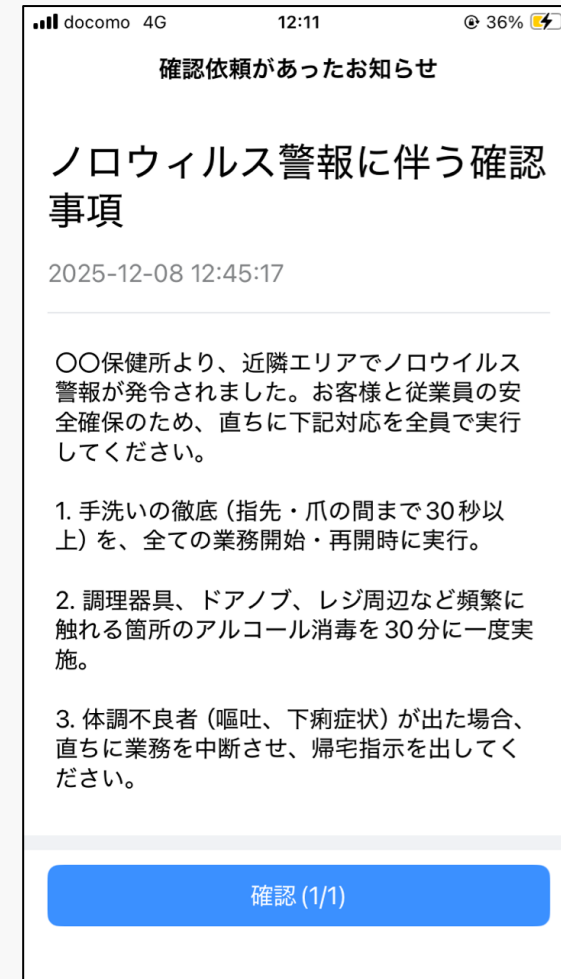 docomo 4G 12:11 36%
確認依頼があったお知らせ
ノロウィルス警報に伴う確認
事項
2025-12-08 12:45:17
〇〇保健所より、近隣エリアでノロウイルス
警報が発令されました。お客様と従業員の安
全確保のため、直ちに下記対応を全員で実行
してください。
1. 手洗いの徹底（指先・爪の間まで30秒以
上）を、全ての業務開始・再開時に実行。
2. 調理器具、ドアノブ、レジ周辺など頻繁に
触れる箇所のアルコール消毒を30分に一度実
施。
3. 体調不良者（嘔吐、下痢症状）が出た場合、
直ちに業務を中断させ、帰宅指示を出してく
ださい。
確認 (1/1)